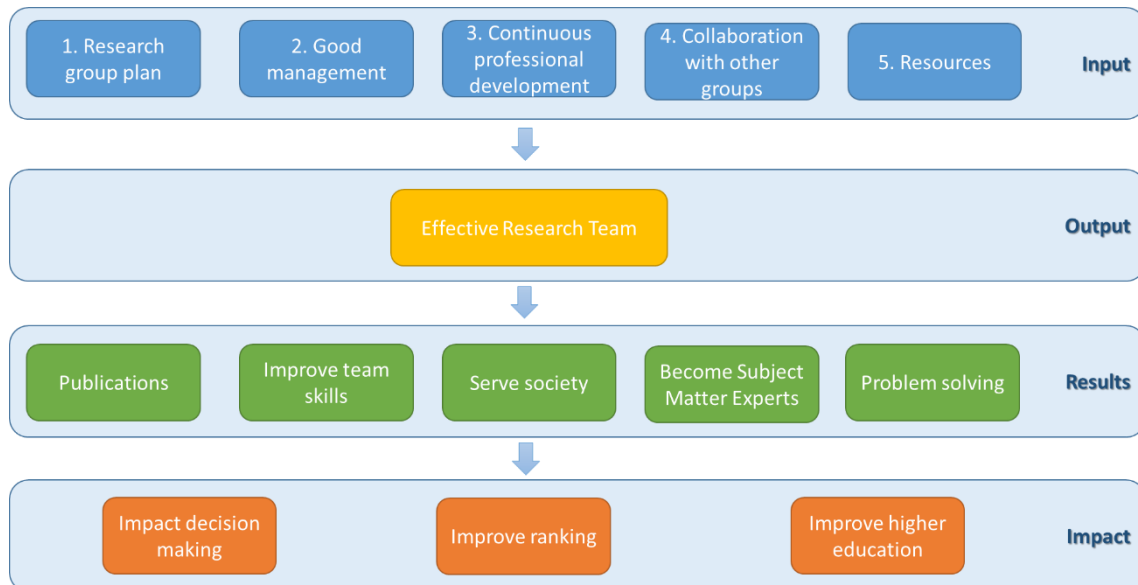 1. Research
group plan
2. Good
management
3. Continuous
professional
development
4. Collaboration
with other
groups
5. Resources
Input
Effective Research Team
Output
Publications
Improve team
skills
Serve society
Become Subject
Matter Experts
Problem solving
Results
Impact decision
making
Improve ranking
Improve higher
education
Impact